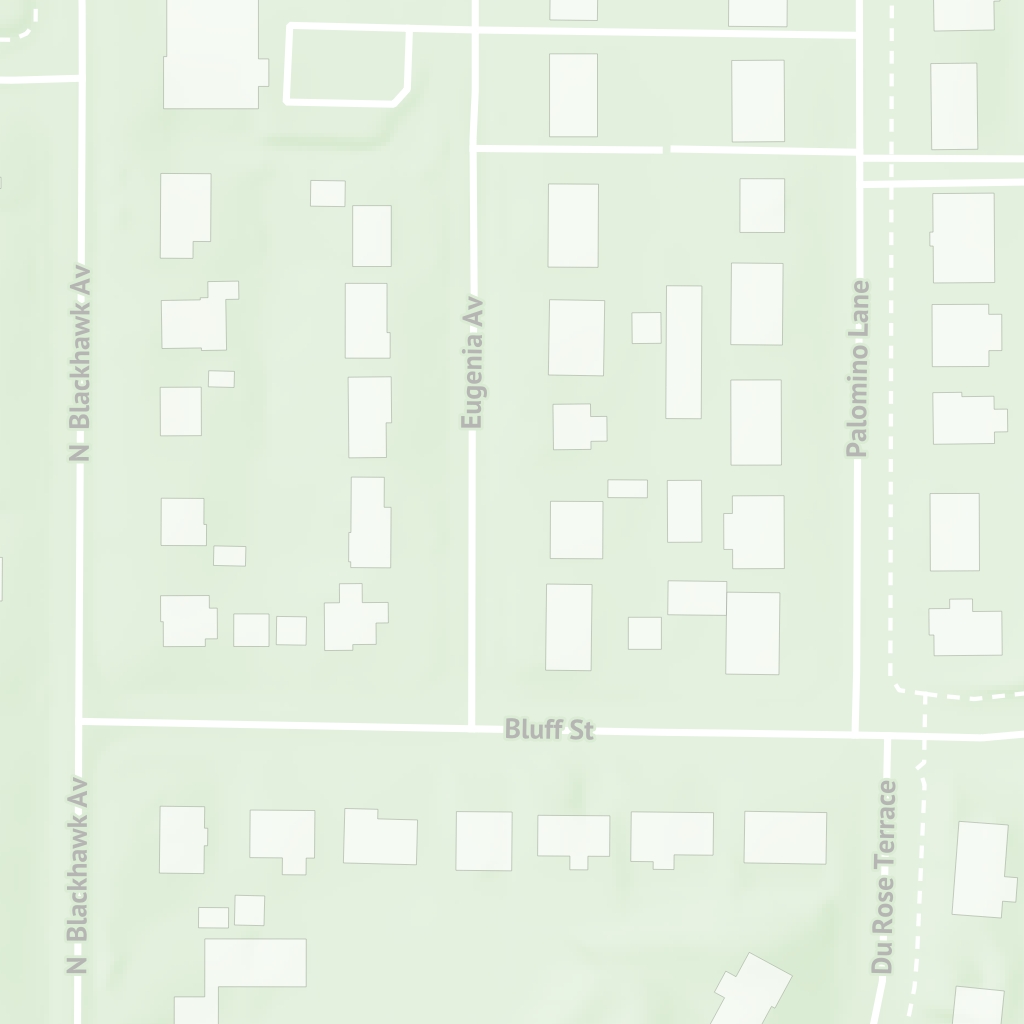 N Blackhawk Av
Eugenia Av
Palomino Lane
Bluff St
N Blackhawk Av
Du Rose Terrace